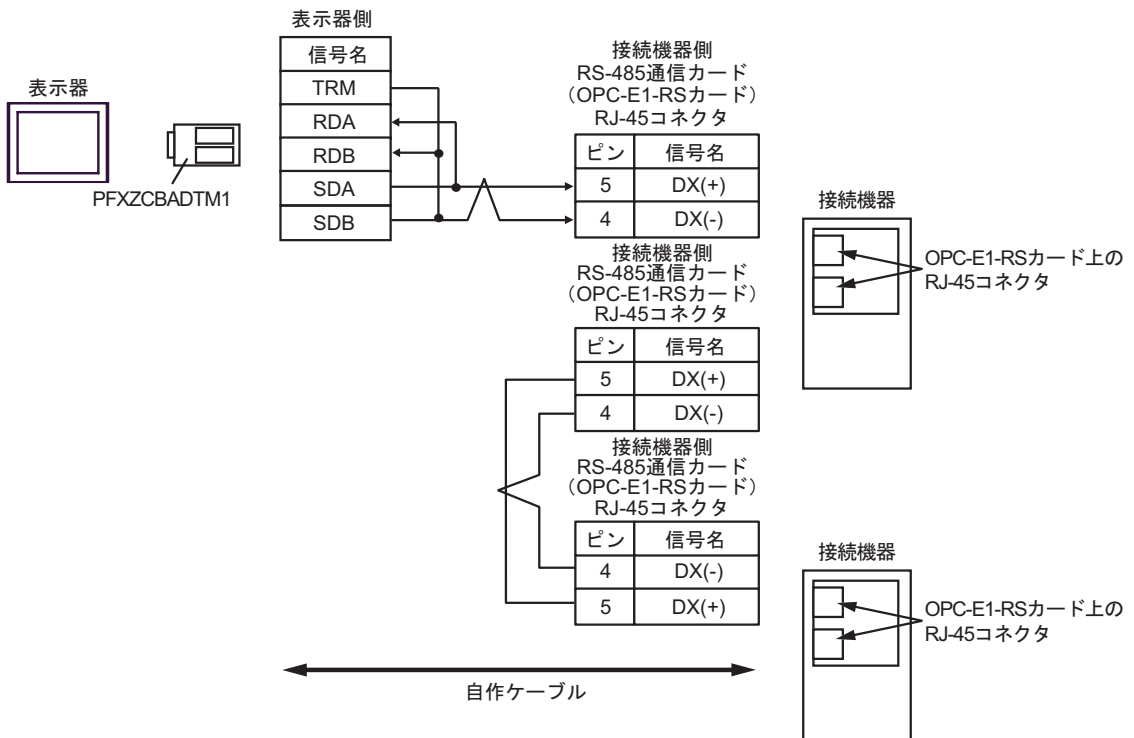 表示器
PFXZCBADTM1
表示器側
信号名
TRM
RDA
RDB
SDA
SDB
接続機器側
RS-485通信カード
（OPC-E1-RSカード）
RJ-45コネクタ
ピン 信号名
5 DX(+)
4 DX(-)
接続機器側
RS-485通信カード
（OPC-E1-RSカード）
RJ-45コネクタ
ピン 信号名
5 DX(+)
4 DX(-)
接続機器側
RS-485通信カード
（OPC-E1-RSカード）
RJ-45コネクタ
ピン 信号名
4 DX(-)
5 DX(+)
接続機器
OPC-E1-RSカード上の
RJ-45コネクタ
接続機器
OPC-E1-RSカード上の
RJ-45コネクタ
自作ケーブル